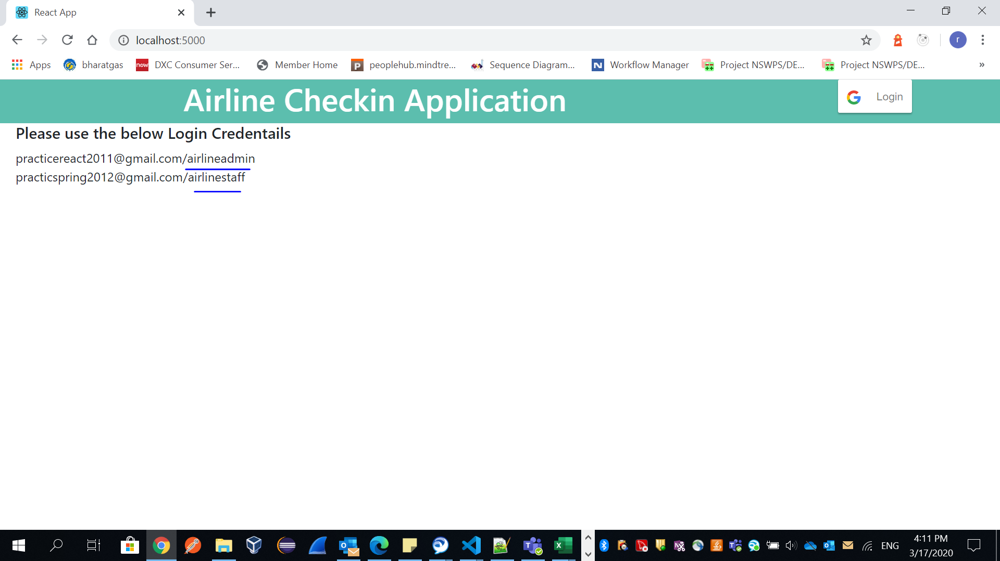 React App
localhost:5000
r
Apps
bharatgas
now
DXC Consumer Ser...
Member Home
P
peoplehub.mindtre...
Sequence Diagram...
N
Workflow Manager
Project NSWPS/DE...
Project NSWPS/DE...
»
Airline Checkin Application
Login
Please use the below Login Credentails
practicereact2011@gmail.com/airlineadmin
practicspring2012@gmail.com/airlinestaff
ENG
4:11 PM
3/17/2020